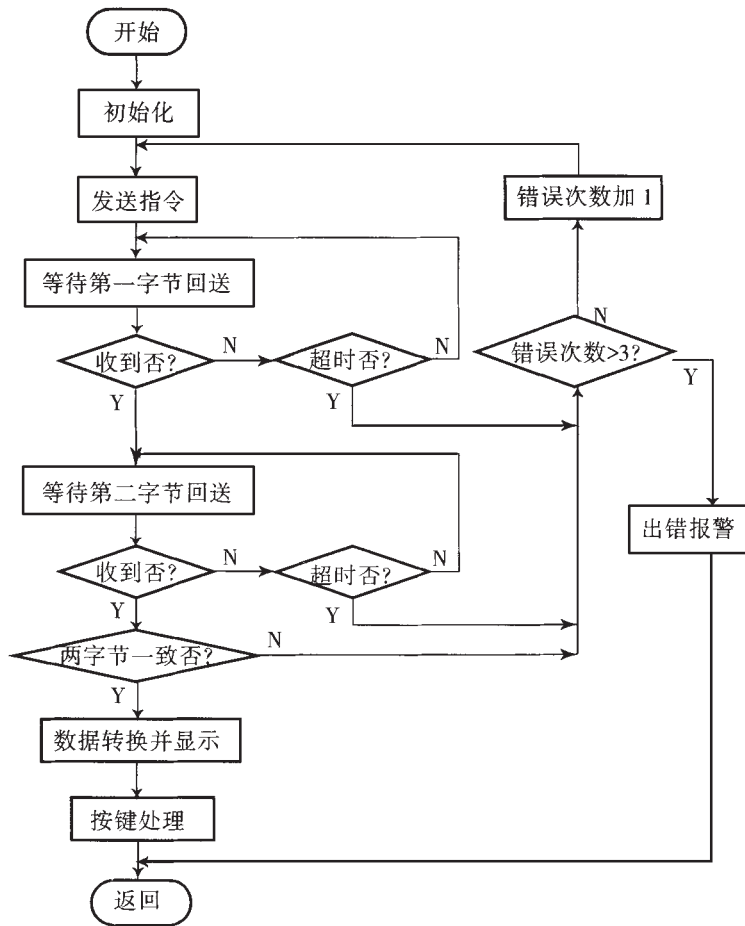 开始
初始化
发送指令
错误次数加 1
等待第一字节回送
N
收到否?
N
超时否?
N
错误次数>3?
Y
Y
Y
等待第二字节回送
出错报警
收到否?
N
超时否?
N
Y
Y
两字节一致否?
N
Y
数据转换并显示
按键处理
返回